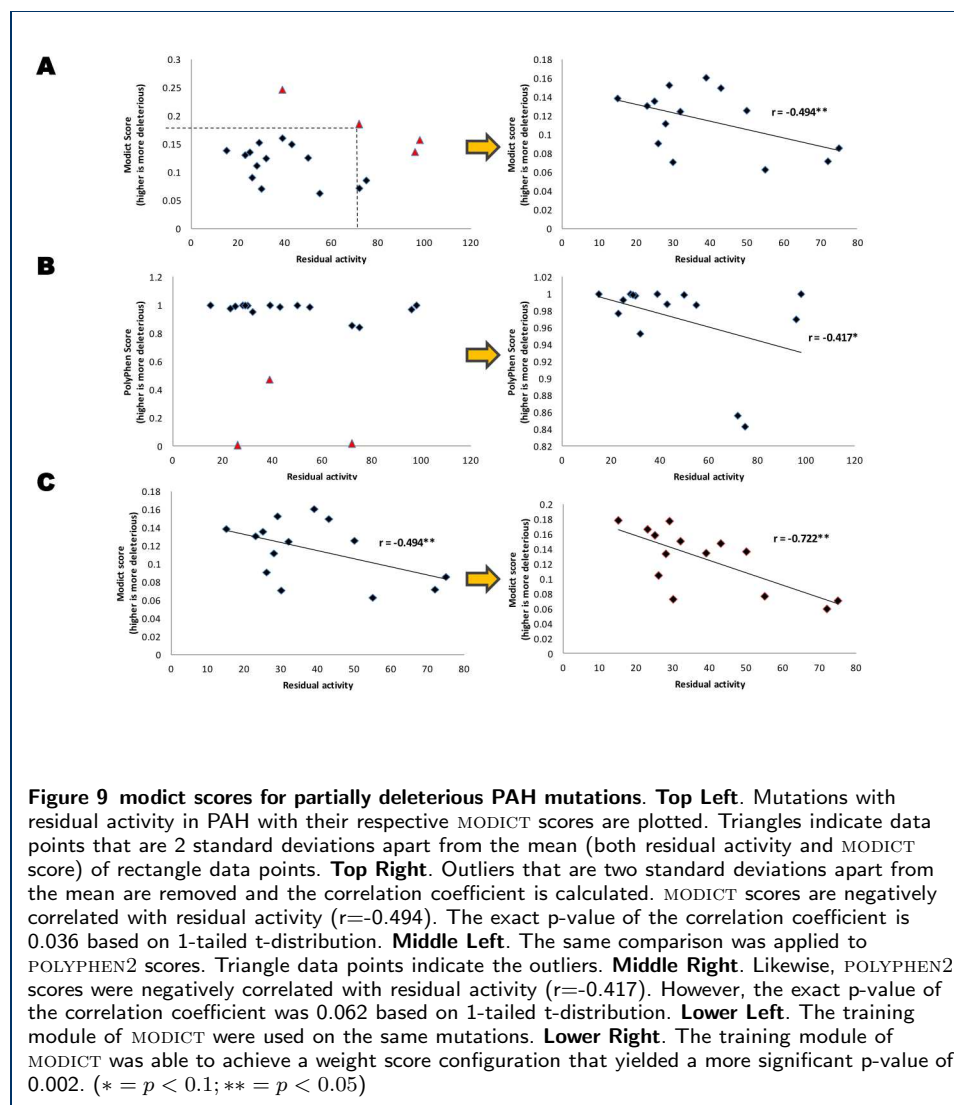 A
Modict Score
(higher is more deleterious)
0.3
0.25
0.2
0.15
0.1
0.05
0
0 20 40 60 80 100 120
Residual activity
Modict Score
(higher is more deleterious)
0.18
0.16
0.14
0.12
0.1
0.08
0.06
0.04
0.02
0
r = -0.494**
0 10 20 30 40 50 60 70 80
Residual activity
B
PolyPhen Score
(higher is more deleterious)
1.2
1
0.8
0.6
0.4
0.2
0
0 20 40 60 80 100 120
Residual activity
PolyPhen Score
(higher is more deleterious)
1.02
1
0.98
0.96
0.94
0.92
0.9
0.88
0.86
0.84
0.82
r = -0.417*
0 20 40 60 80 100 120
Residual activity
C
Modict score
(higher is more deleterious)
0.18
0.16
0.14
0.12
0.1
0.08
0.06
0.04
0.02
0
r = -0.494**
0 10 20 30 40 50 60 70 80
Residual activity
Modict score
(higher is more deleterious)
0.2
0.18
0.16
0.14
0.12
0.1
0.08
0.06
0.04
0.02
0
r = -0.722**
0 10 20 30 40 50 60 70 80
Residual activity
Figure 9 modict scores for partially deleterious PAH mutations. Top Left. Mutations with
residual activity in PAH with their respective MODICT scores are plotted. Triangles indicate data
points that are 2 standard deviations apart from the mean (both residual activity and MODICT
score) of rectangle data points. Top Right. Outliers that are two standard deviations apart from
the mean are removed and the correlation coefficient is calculated. MODICT scores are negatively
correlated with residual activity (r=-0.494). The exact p-value of the correlation coefficient is
0.036 based on 1-tailed t-distribution. Middle Left. The same comparison was applied to
POLYPHEN2 scores. Triangle data points indicate the outliers. Middle Right. Likewise, POLYPHEN2
scores were negatively correlated with residual activity (r=-0.417). However, the exact p-value of
the correlation coefficient was 0.062 based on 1-tailed t-distribution. Lower Left. The training
module of MODICT were used on the same mutations. Lower Right. The training module of
MODICT was able to achieve a weight score configuration that yielded a more significant p-value of
0.002. (* = p < 0.1; ** = p < 0.05)